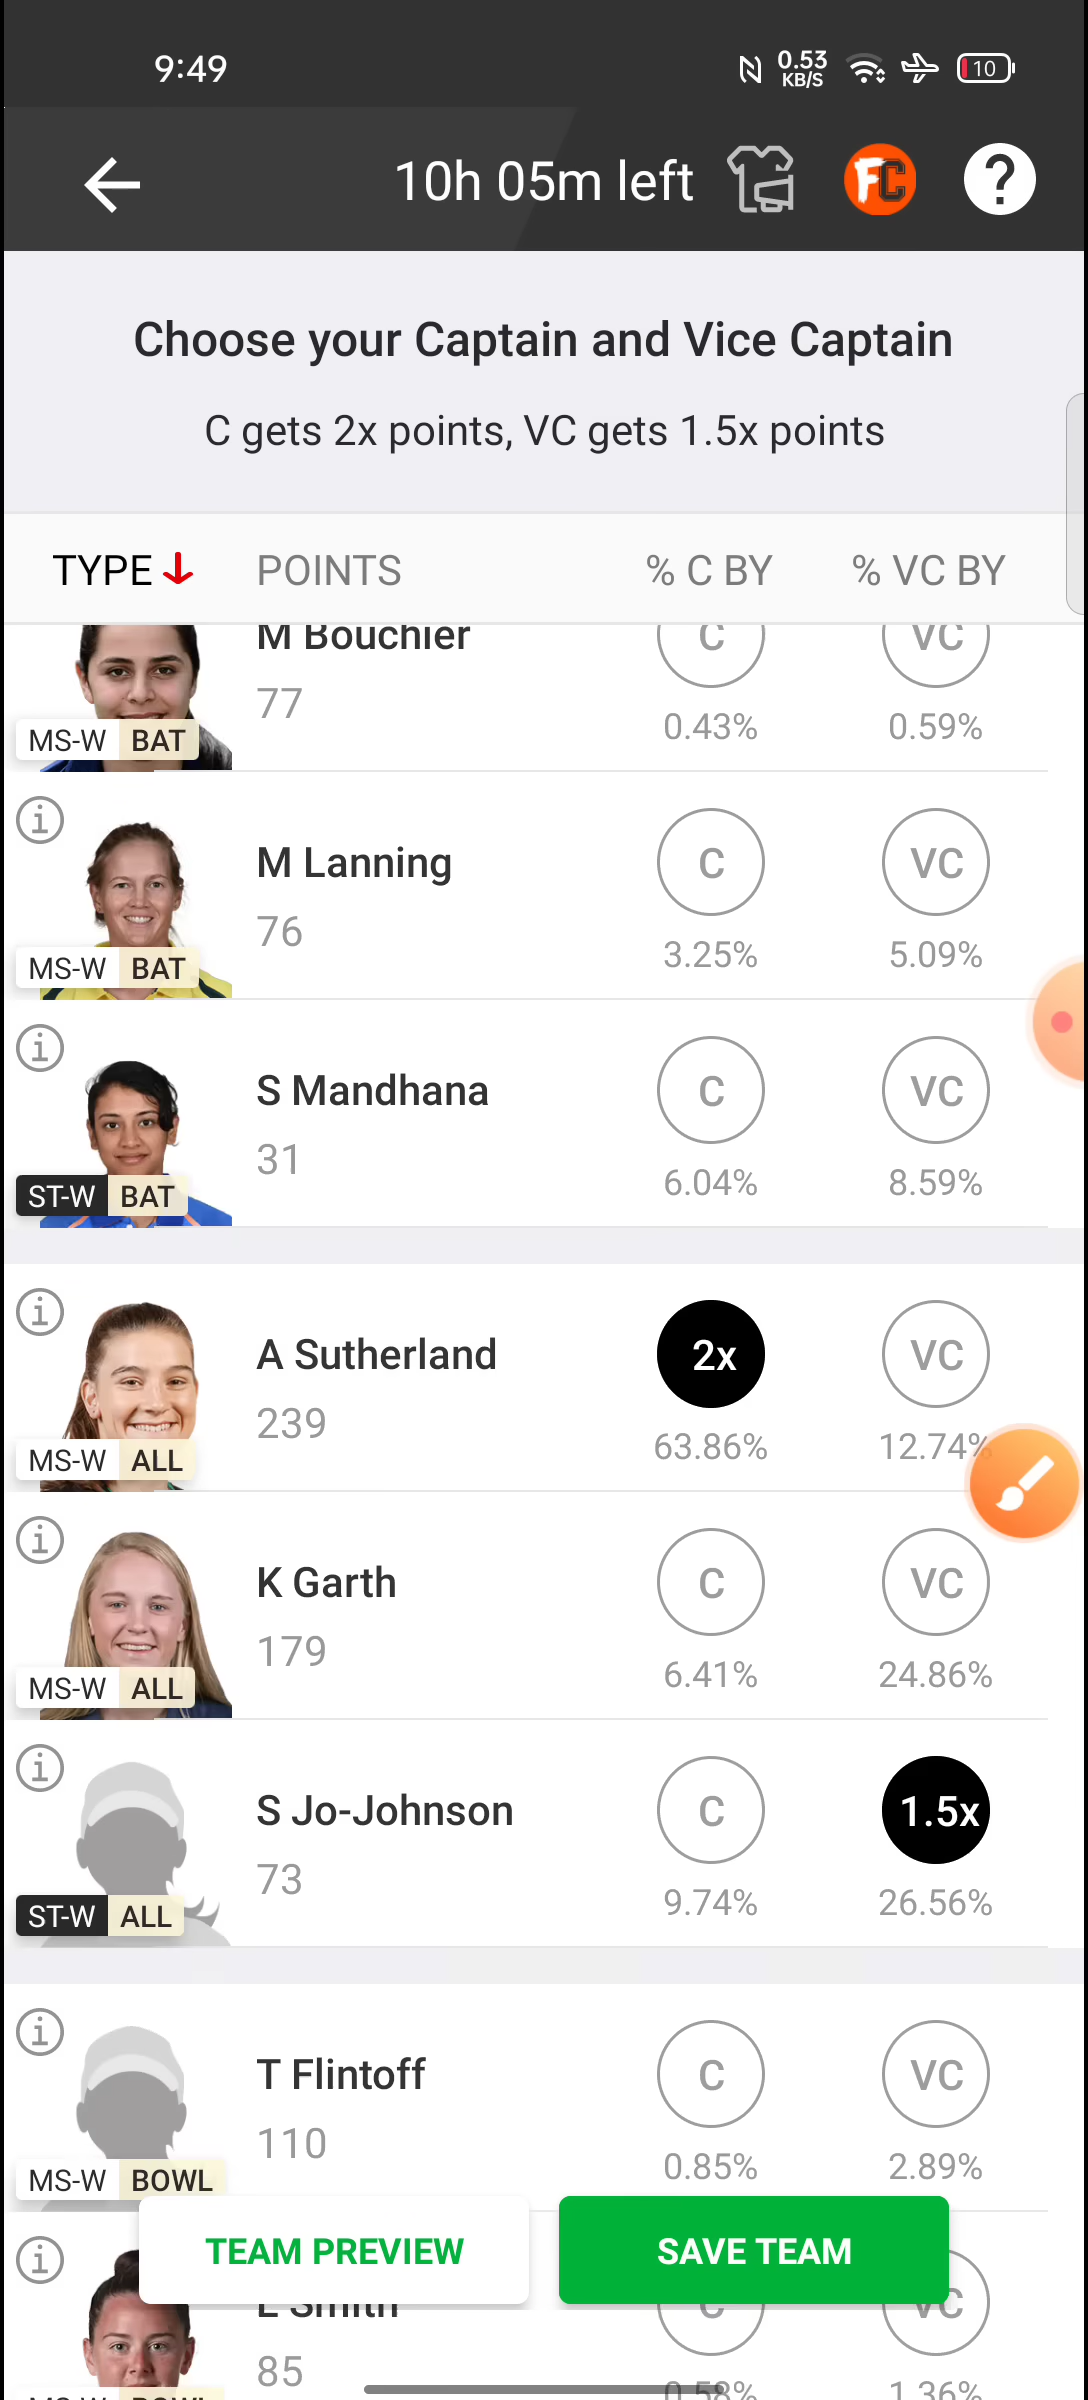 9:49
0.53
KB/S
10
10h 05m left
FC
?
Choose your Captain and Vice Captain
C gets 2x points, VC gets 1.5x points
TYPE
POINTS
% C BY
% VC BY
M Bouchier
C
VC
77
0.43%
0.59%
MS-W BAT
i
M Lanning
C
VC
76
3.25%
5.09%
MS-W BAT
i
S Mandhana
C
VC
31
6.04%
8.59%
ST-W BAT
i
A Sutherland
2x
VC
239
63.86%
12.74%
MS-W ALL
i
K Garth
C
VC
179
6.41%
24.86%
MS-W ALL
i
S Jo-Johnson
C
1.5x
73
9.74%
26.56%
ST-W ALL
i
T Flintoff
C
VC
110
0.85%
2.89%
MS-W BOWL
TEAM PREVIEW
SAVE TEAM
i
L Smith
C
VC
85
0.58%
1.36%
MS-W BOWL